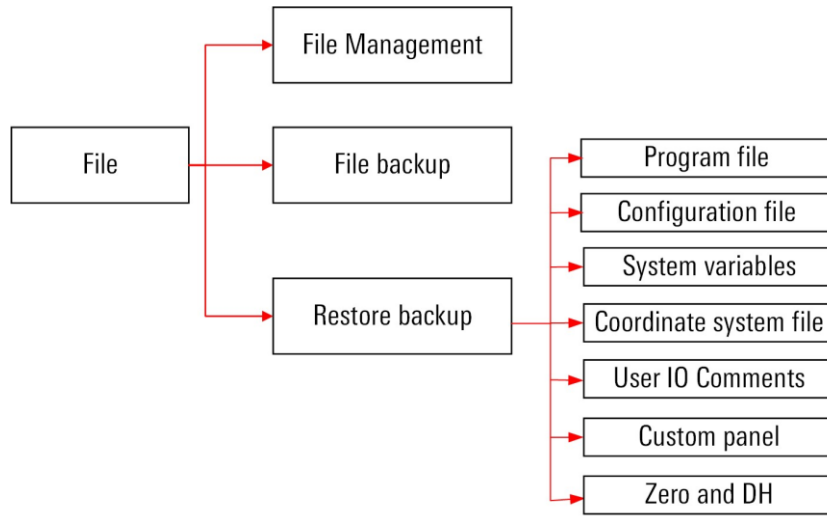 File
File Management
File backup
Restore backup
Program file
Configuration file
System variables
Coordinate system file
User IO Comments
Custom panel
Zero and DH